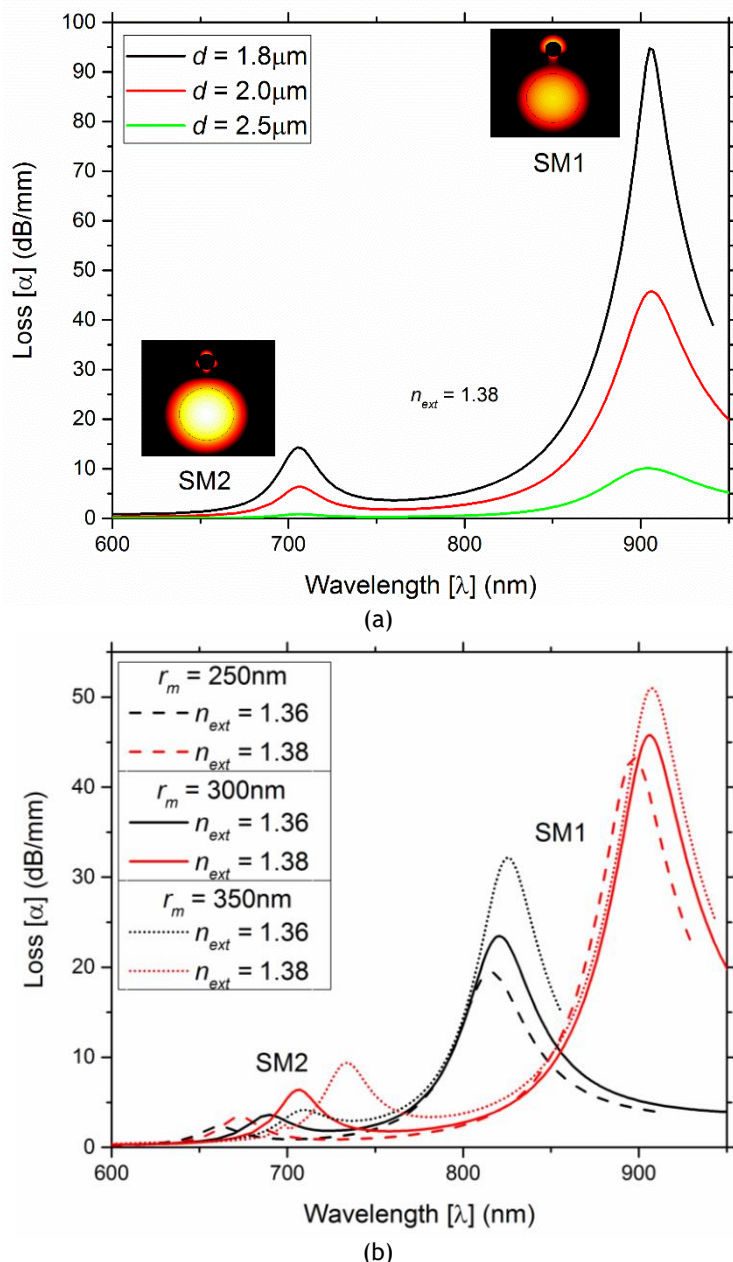 100
90
80
70
60
50
40
30
20
10
0
Loss [α] (dB/mm)
d = 1.8μm
d = 2.0μm
d = 2.5μm
SM1
SM2
n_ext = 1.38
600 700 800 900
Wavelength [λ] (nm)
(a)
50
40
30
20
10
0
Loss [α] (dB/mm)
r_m = 250nm
n_ext = 1.36
n_ext = 1.38
r_m = 300nm
n_ext = 1.36
n_ext = 1.38
r_m = 350nm
n_ext = 1.36
n_ext = 1.38
SM1
SM2
600 700 800 900
Wavelength [λ] (nm)
(b)